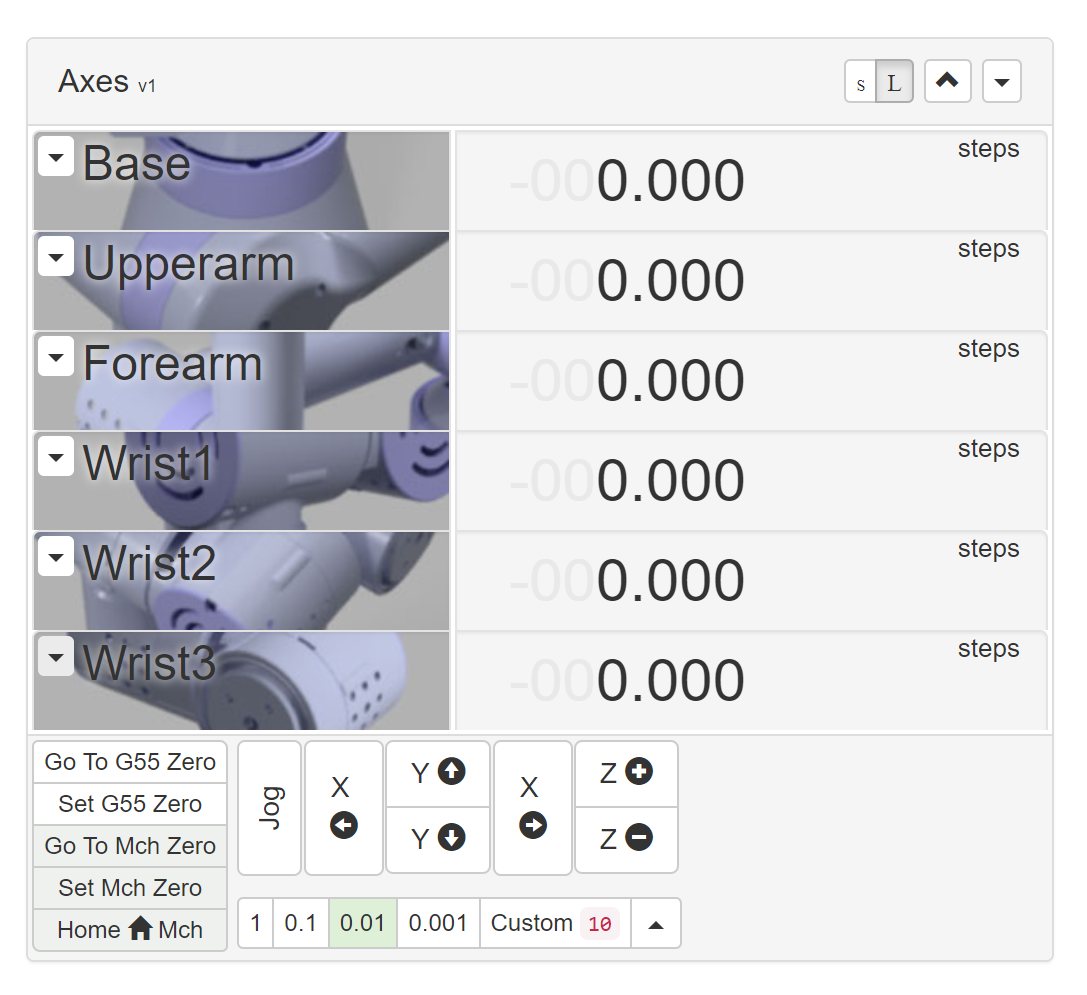 Axes v1
s L
Base
-000.000 steps
Upperarm
-000.000 steps
Forearm
-000.000 steps
Wrist1
-000.000 steps
Wrist2
-000.000 steps
Wrist3
-000.000 steps
Go To G55 Zero
Set G55 Zero
Go To Mch Zero
Set Mch Zero
Home Mch
Jog
X
Y
Y
X
Z
Z
1 0.1 0.01 0.001 Custom 10